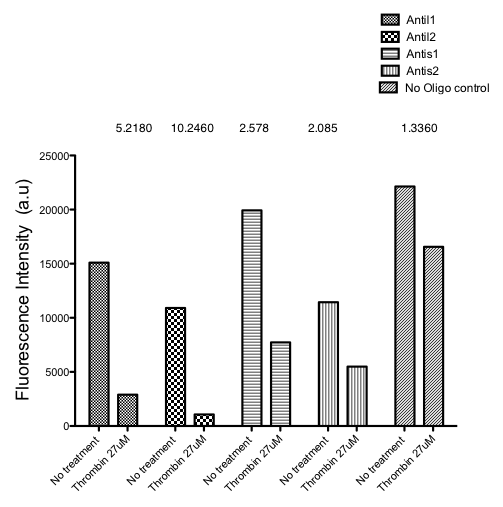 Antil1
Antil2
Antis1
Antis2
No Oligo control
5.2180 10.2460 2.578 2.085 1.3360
25000
20000
15000
10000
5000
0
Fluorescence Intensity (a.u)
No treatment
Thrombin 27uM
No treatment
Thrombin 27uM
No treatment
Thrombin 27uM
No treatment
Thrombin 27uM
No treatment
Thrombin 27uM